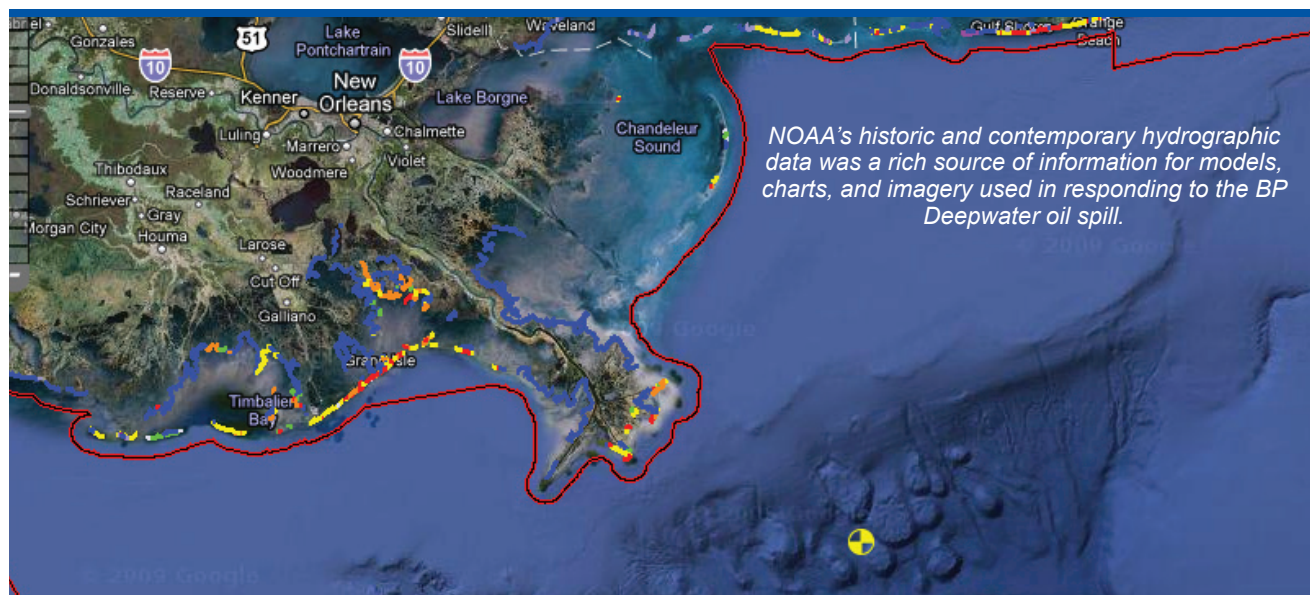 Gonzales
51
Lake
Pontchartrain
Slidell
Waveland
Gulf Shores
Orange
Beach
10
10
Donaldsonville
Reserve
Kenner
New
Orleans
Lake Borgne
Luling
Marrero
Chalmette
Violet
Woodmere
Chandeleur
Sound
NOAA's historic and contemporary hydrographic
data was a rich source of information for models,
charts, and imagery used in responding to the BP
Deepwater oil spill.
Thibodaux
Raceland
Schriever
Gray
Morgan City
Houma
Larose
Cut Off
Galliano
Grand Isle
Timbalier
Bay
© 2009 Google
Google
© 2009 Google